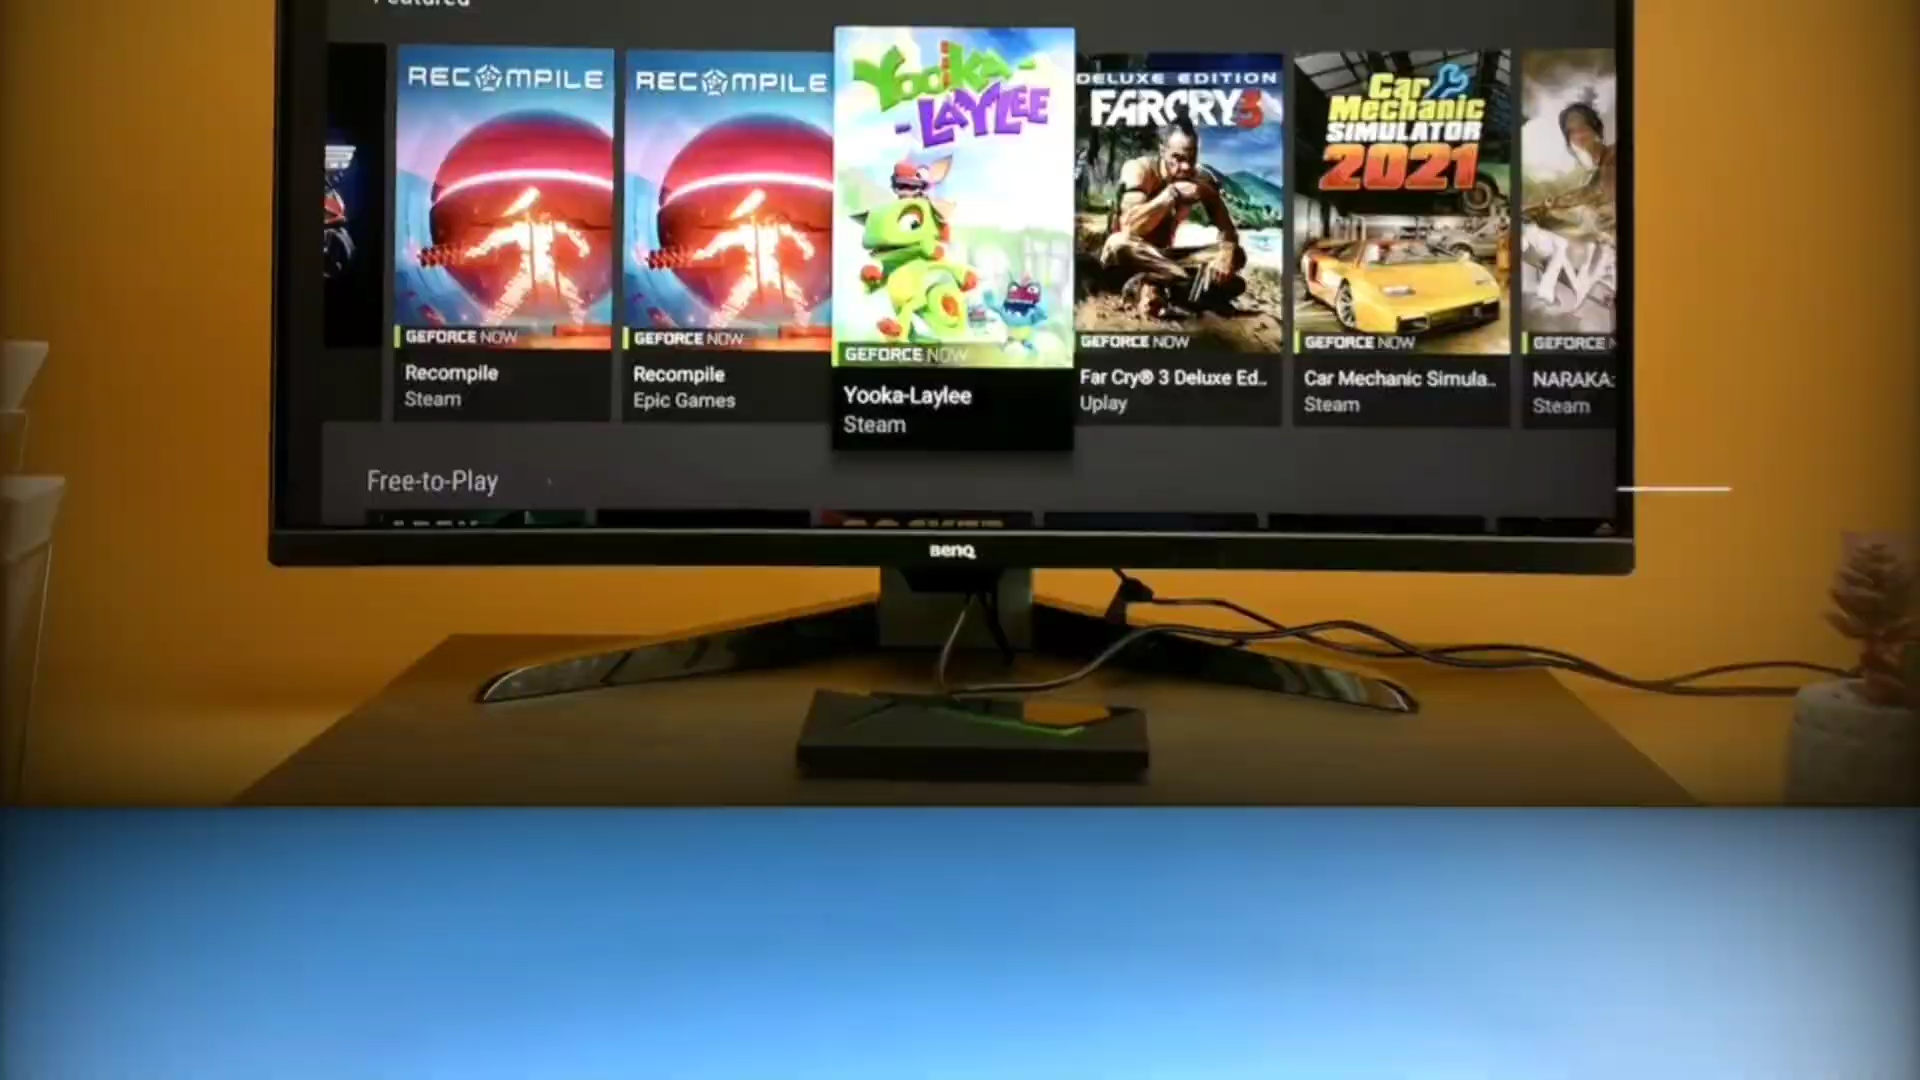 Featured
RECOMPILE
GEFORCE NOW
Recompile
Steam
RECOMPILE
GEFORCE NOW
Recompile
Epic Games
Yooka-
-LAYLEE
GEFORCE NOW
Yooka-Laylee
Steam
DELUXE EDITION
FARCRY3
GEFORCE NOW
Far Cry® 3 Deluxe Ed..
Uplay
Car
Mechanic
SIMULATOR
2021
GEFORCE NOW
Car Mechanic Simula..
Steam
GEFORCE
NARAKA:
Steam
Free-to-Play
BenQ